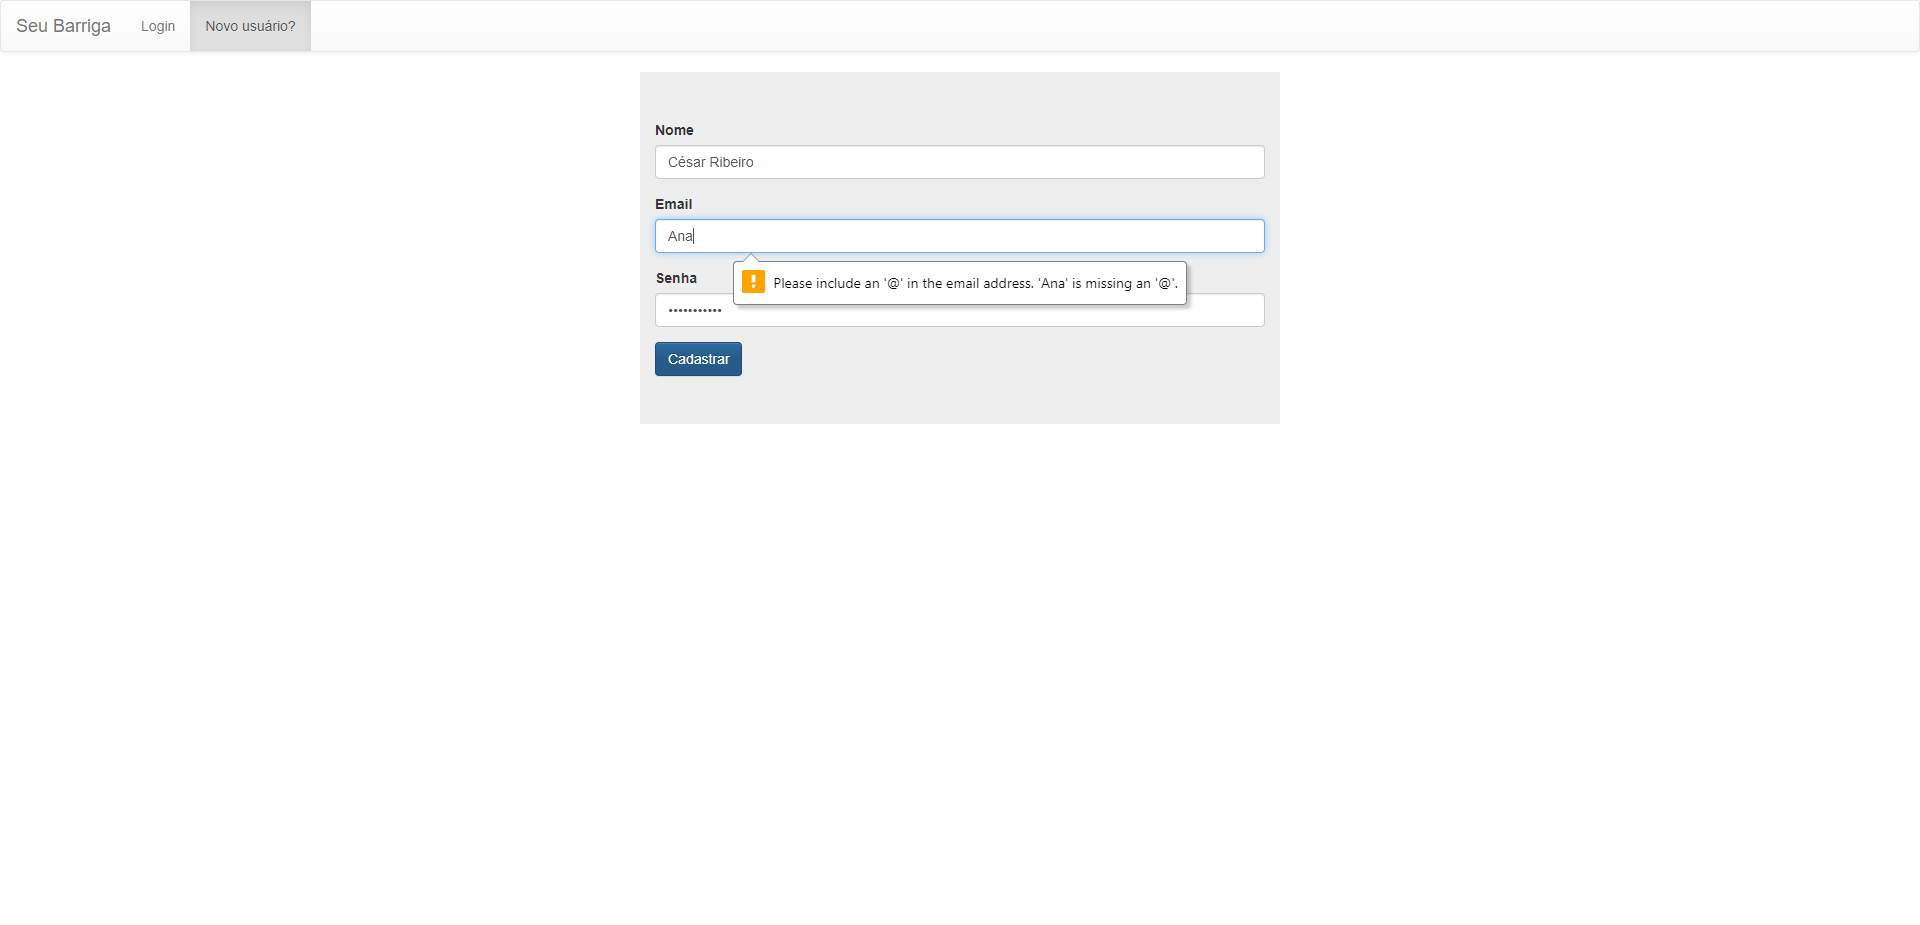 Seu Barriga Login Novo usuário?
Nome
César Ribeiro
Email
Ana
Senha
Please include an '@' in the email address. 'Ana' is missing an '@'.
•••••••••••
Cadastrar